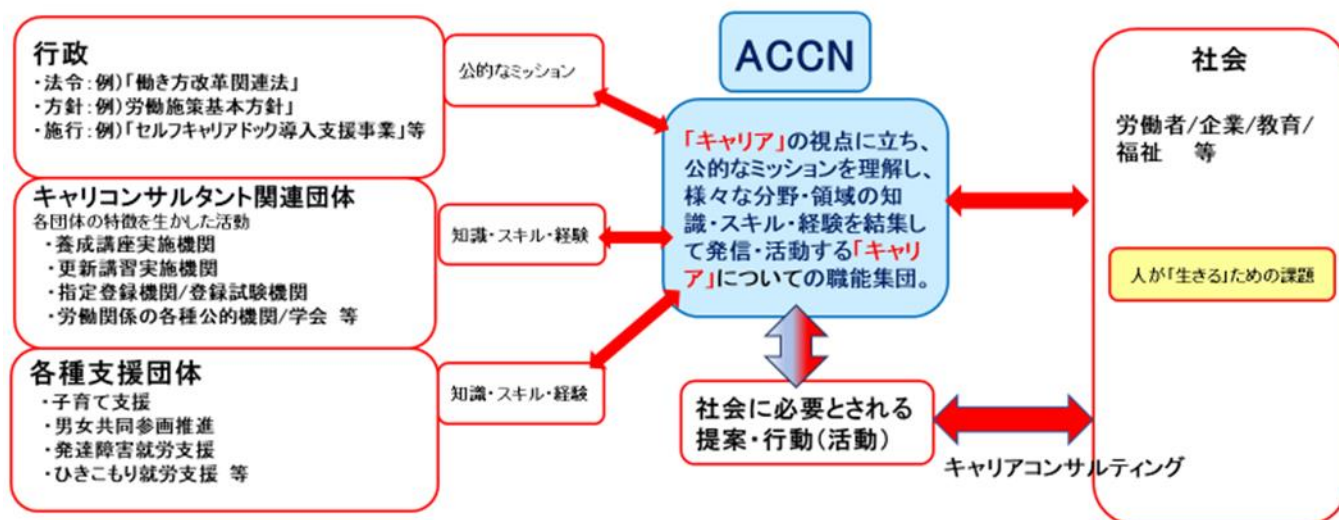 行政
・法令:例)「働き方改革関連法」
・方針:例)労働施策基本方針」
・施行:例)「セルフキャリアドック導入支援事業」等
公的なミッション
キャリコンサルタント関連団体
各団体の特徴を生かした活動
・養成講座実施機関
・更新講習実施機関
・指定登録機関/登録試験機関
・労働関係の各種公的機関/学会 等
知識・スキル・経験
各種支援団体
・子育て支援
・男女共同参画推進
・発達障害就労支援
・ひきこもり就労支援 等
知識・スキル・経験
ACCN
「キャリア」の視点に立ち、
公的なミッションを理解し、
様々な分野・領域の知
識・スキル・経験を結集し
て発信・活動する「キャリ
ア」についての職能集団。
社会に必要とされる
提案・行動(活動)
キャリアコンサルティング
社会
労働者/企業/教育/
福祉 等
人が「生きる」ための課題